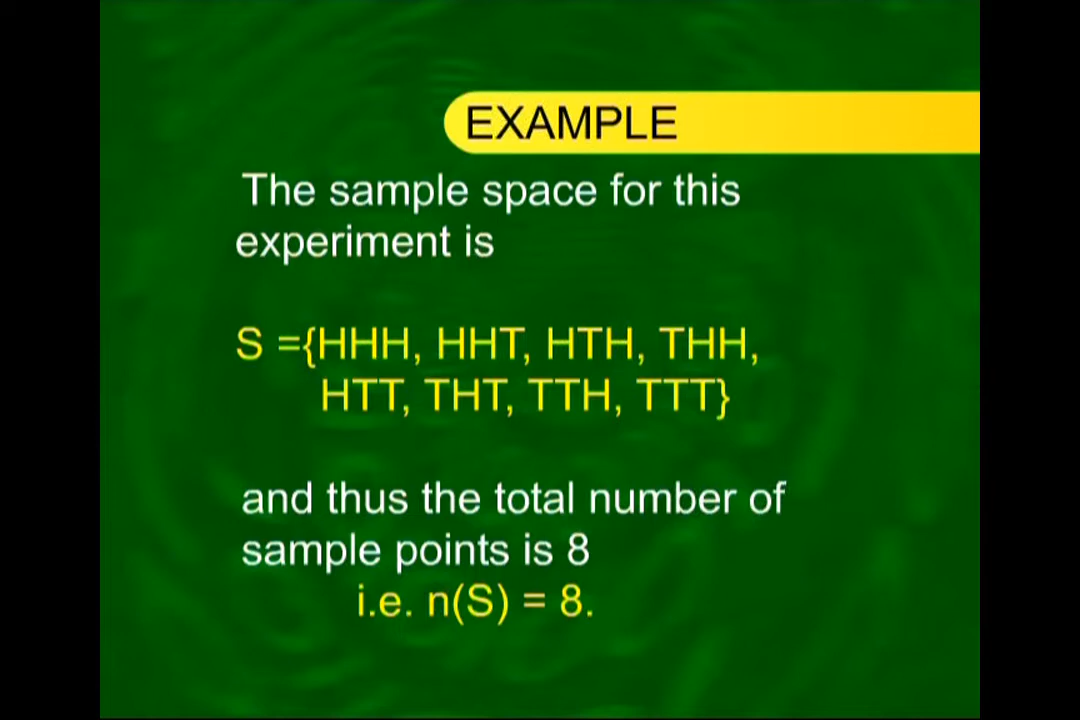 EXAMPLE
The sample space for this
experiment is
S ={HHH, HHT, HTH, THH,
HTT, THT, TTH, TTT}
and thus the total number of
sample points is 8
i.e. n(S) = 8.